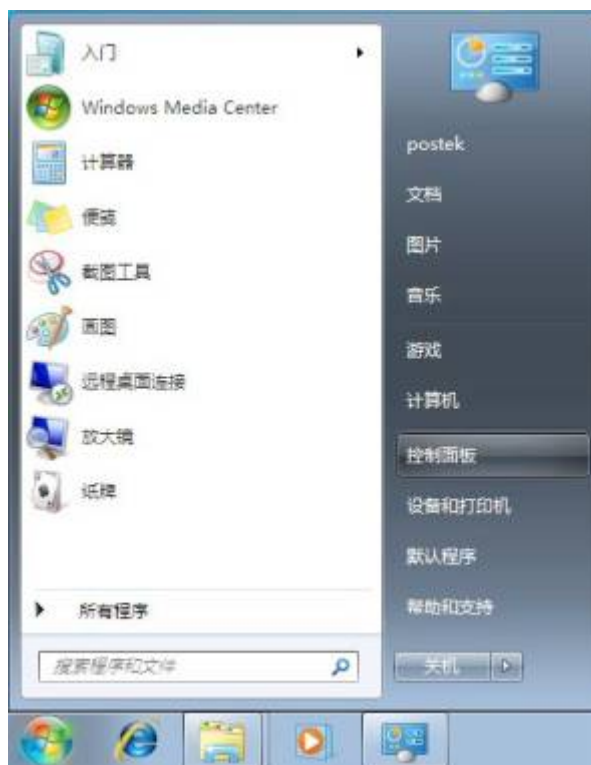 入门
Windows Media Center
计算器
便笺
截图工具
画图
远程桌面连接
放大镜
纸牌
所有程序
搜索程序和文件
postek
文档
图片
音乐
游戏
计算机
控制面板
设备和打印机
默认程序
帮助和支持
关机